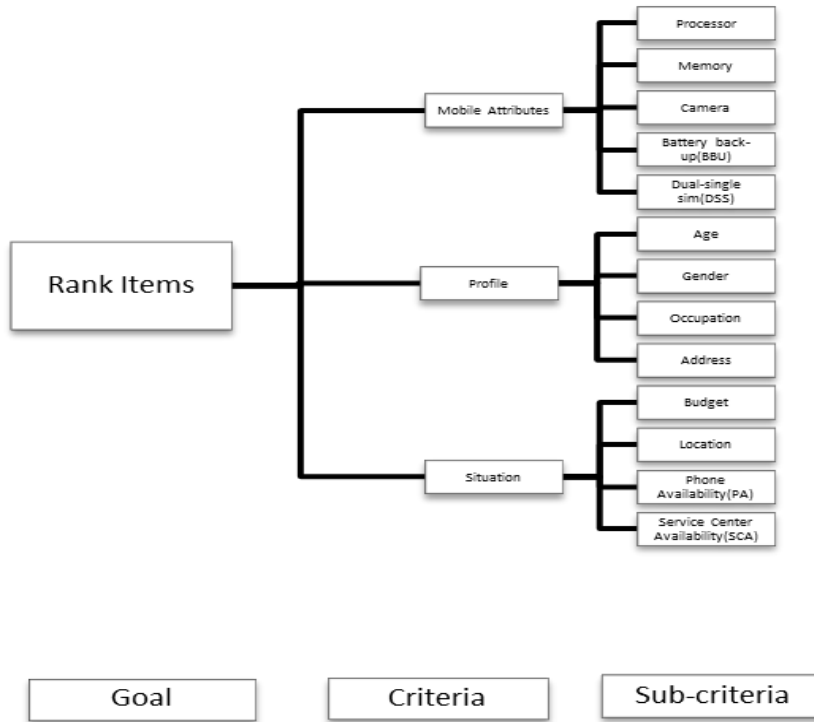 Processor
Memory
Mobile Attributes
Camera
Battery back-
up(BBU)
Dual-single
sim(DSS)
Age
Rank Items
Profile
Gender
Occupation
Address
Budget
Location
Situation
Phone
Availability(PA)
Service Center
Availability(SCA)
Goal
Criteria
Sub-criteria